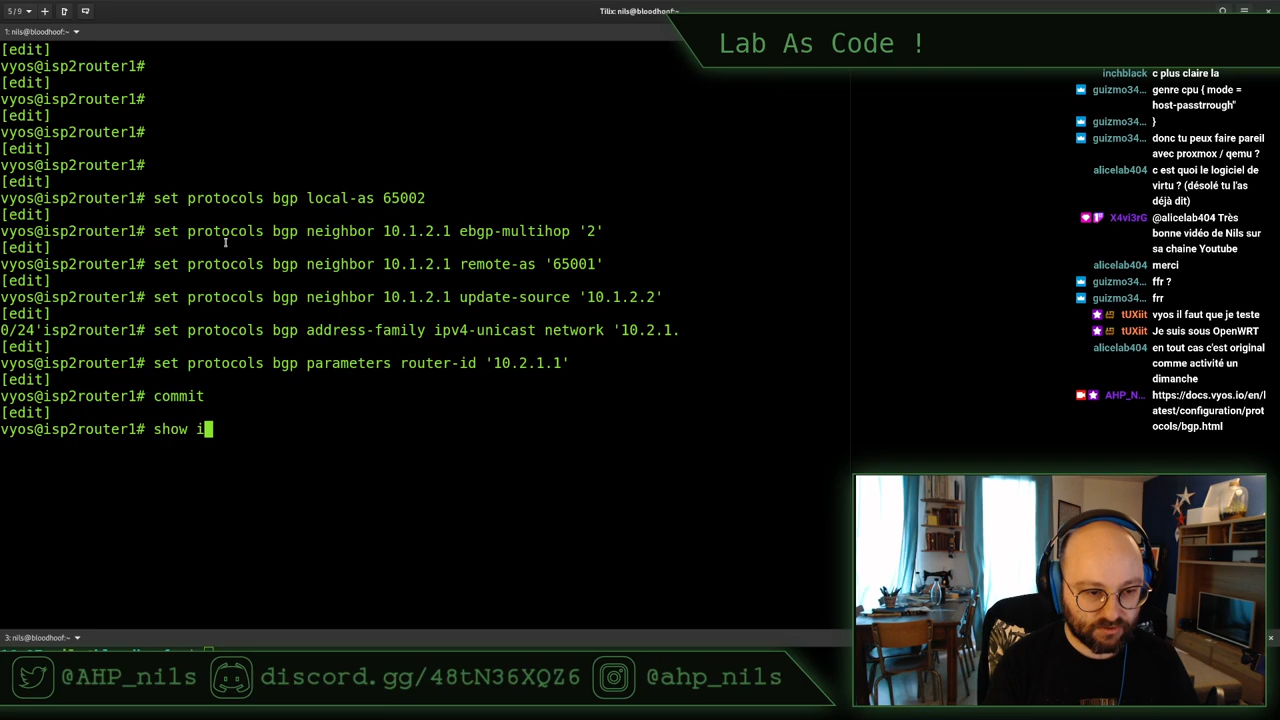 5/9
Tilix: nils@bloodhoof:~
1: nils@bloodhoof:~
Lab As Code !
[edit]
vyos@isp2router1#
[edit]
vyos@isp2router1#
[edit]
vyos@isp2router1#
[edit]
vyos@isp2router1#
[edit]
vyos@isp2router1# set protocols bgp local-as 65002
[edit]
vyos@isp2router1# set protocols bgp neighbor 10.1.2.1 ebgp-multihop '2'
[edit]
vyos@isp2router1# set protocols bgp neighbor 10.1.2.1 remote-as '65001'
[edit]
vyos@isp2router1# set protocols bgp neighbor 10.1.2.1 update-source '10.1.2.2'
[edit]
0/24'isp2router1# set protocols bgp address-family ipv4-unicast network '10.2.1.
[edit]
vyos@isp2router1# set protocols bgp parameters router-id '10.2.1.1'
[edit]
vyos@isp2router1# commit
[edit]
vyos@isp2router1# show i
inchblack c plus claire la
guizmo34... genre cpu { mode =
host-passtrrough"
guizmo34... }
guizmo34... donc tu peux faire pareil
avec proxmox / qemu ?
alicelab404 c est quoi le logiciel de
virtu ? (désolé tu l'as
déjà dit)
X4vi3rG @alicelab404 Très
bonne vidéo de Nils sur
sa chaine Youtube
alicelab404 merci
guizmo34... ffr ?
guizmo34... frr
tUXiit vyos il faut que je teste
tUXiit Je suis sous OpenWRT
alicelab404 en tout cas c'est original
comme activité un
dimanche
AHP_N... https://docs.vyos.io/en/l
atest/configuration/prot
ocols/bgp.html
3: nils@bloodhoof:~
@AHP_nils discord.gg/48tN36XQZ6 @ahp_nils